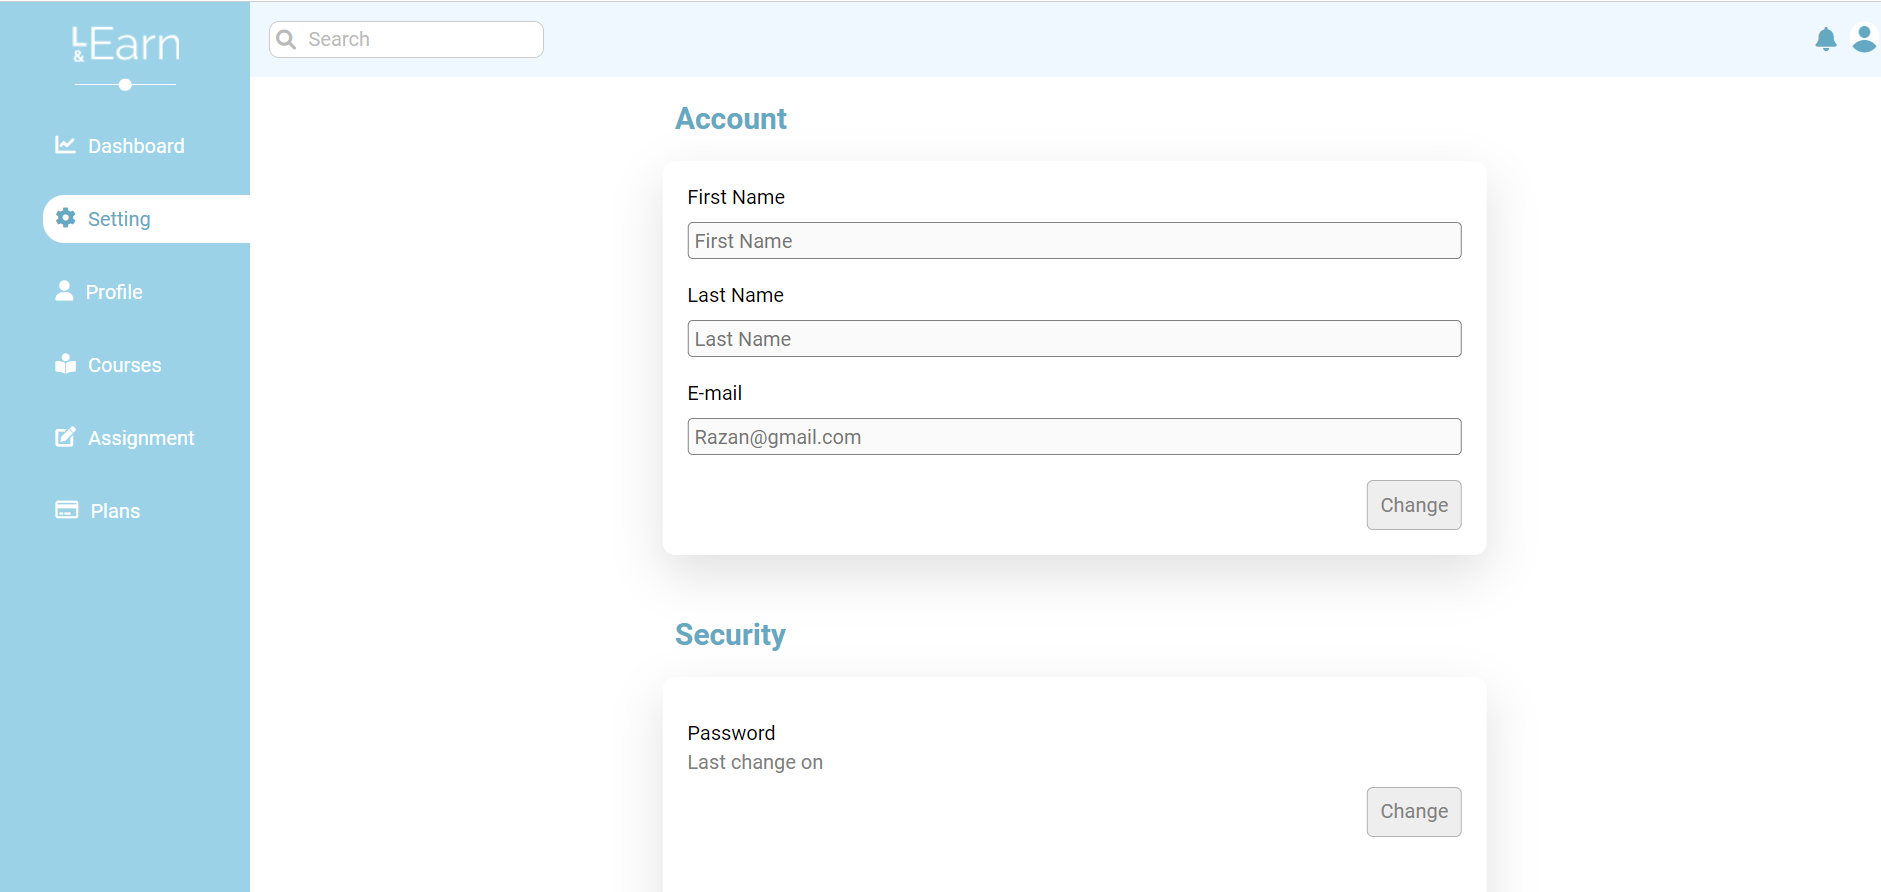 L&Earn
Search
Dashboard
Setting
Profile
Courses
Assignment
Plans
Account
First Name
First Name
Last Name
Last Name
E-mail
Razan@gmail.com
Change
Security
Password
Last change on
Change